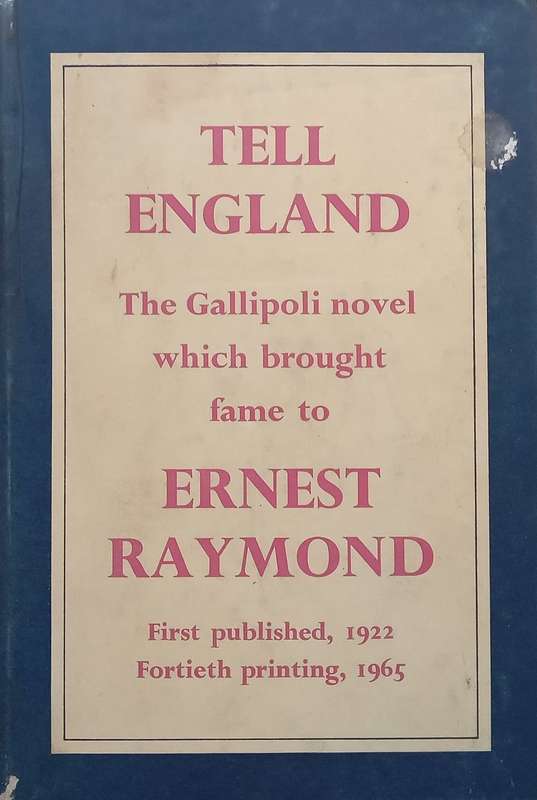 TELL
ENGLAND
The Gallipoli novel
which brought
fame to
ERNEST
RAYMOND
First published, 1922
Fortieth printing, 1965